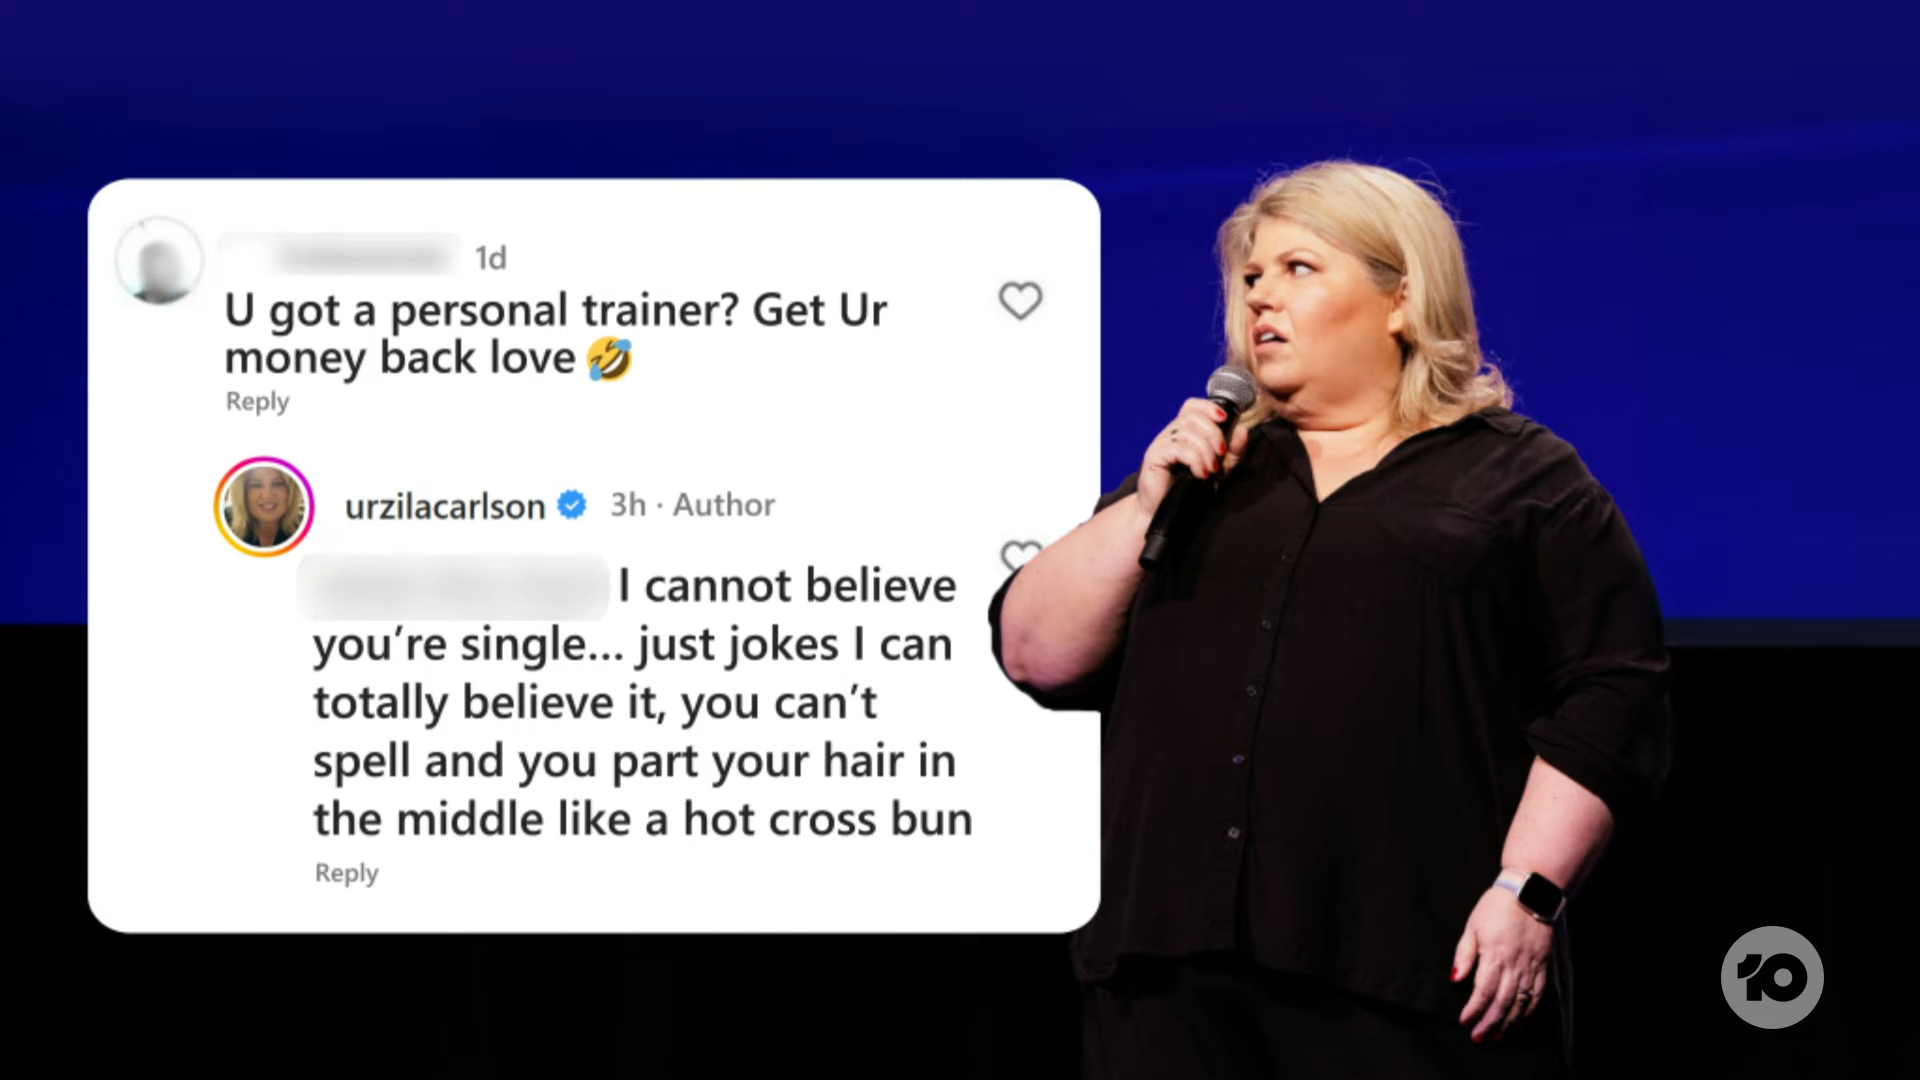 1d
U got a personal trainer? Get Ur
money back love 🤣
Reply
urzilacarlson 3h · Author
I cannot believe
you’re single... just jokes I can
totally believe it, you can’t
spell and you part your hair in
the middle like a hot cross bun
Reply
10